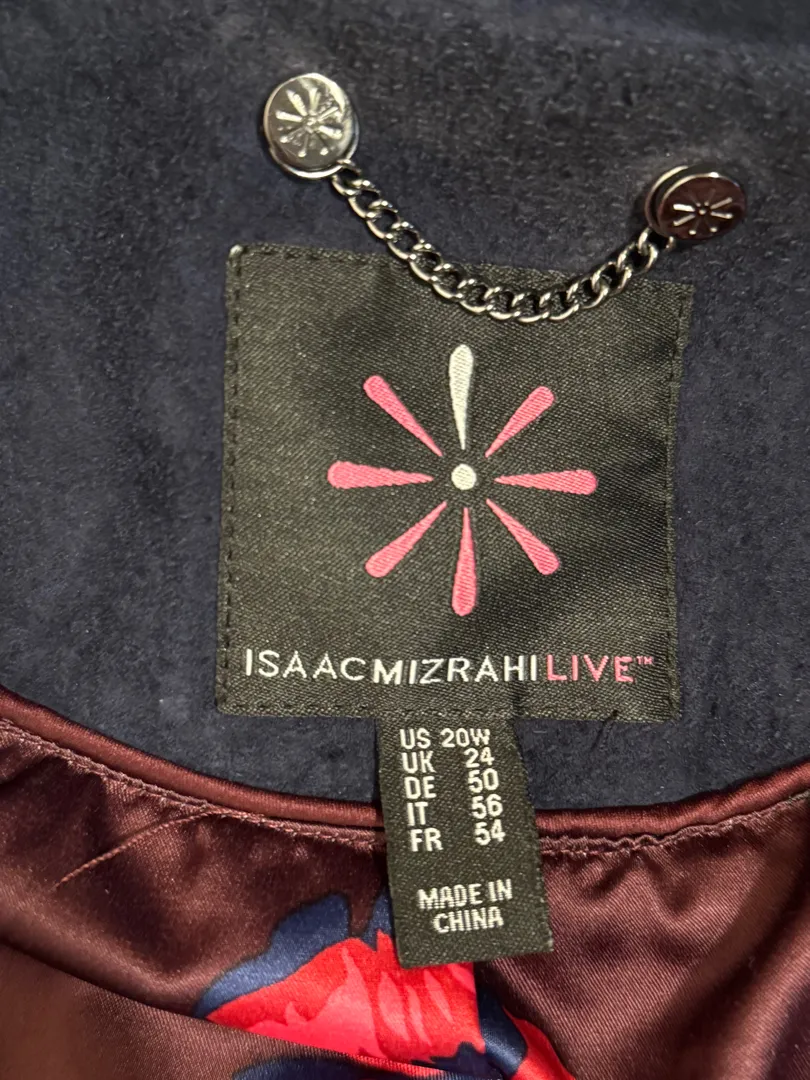 ISAACMIZRAHILIVE™
US 20W
UK 24
DE 50
IT 56
FR 54
MADE IN
CHINA